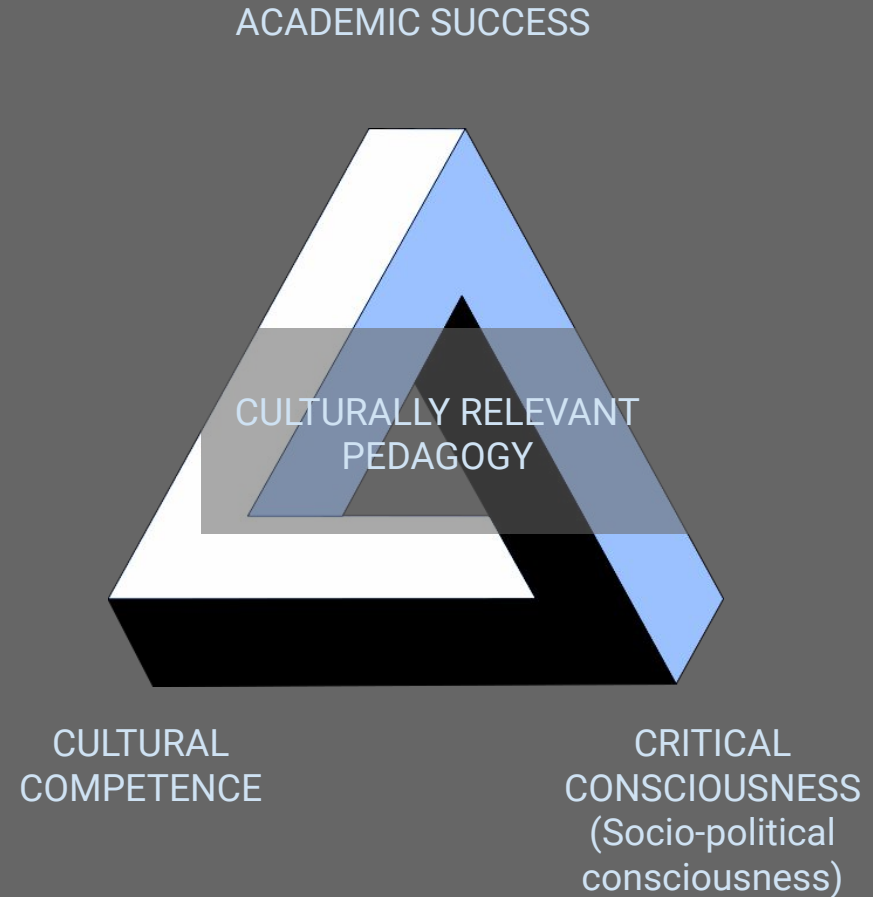 ACADEMIC SUCCESS
CULTURALLY RELEVANT
PEDAGOGY
CULTURAL
COMPETENCE
CRITICAL
CONSCIOUSNESS
(Socio-political
consciousness)